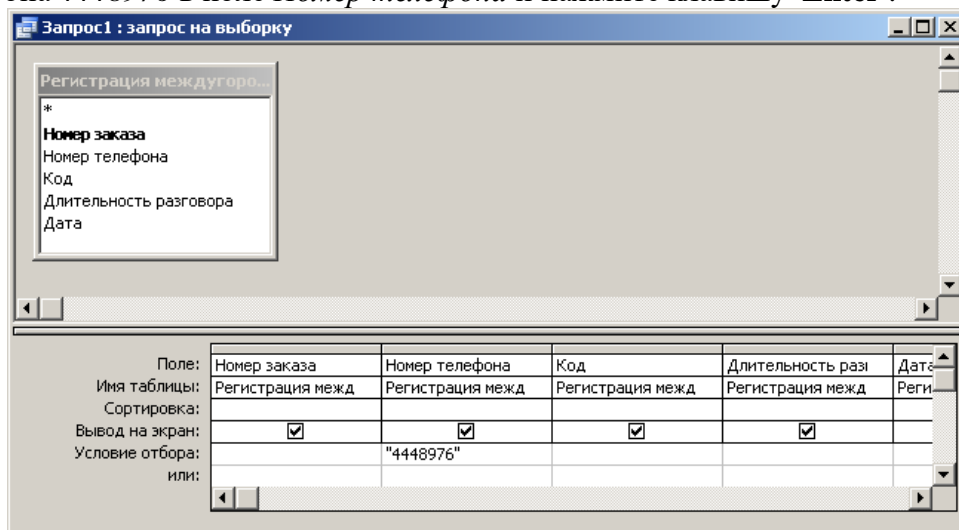 Запрос1 : запрос на выборку
Регистрация междугоро...
*
Номер заказа
Номер телефона
Код
Длительность разговора
Дата
Поле: Номер заказа Номер телефона Код Длительность разг Дата
Имя таблицы: Регистрация межд Регистрация межд Регистрация межд Регистрация межд Реги
Сортировка:
Вывод на экран:
Условие отбора: "4448976"
или: